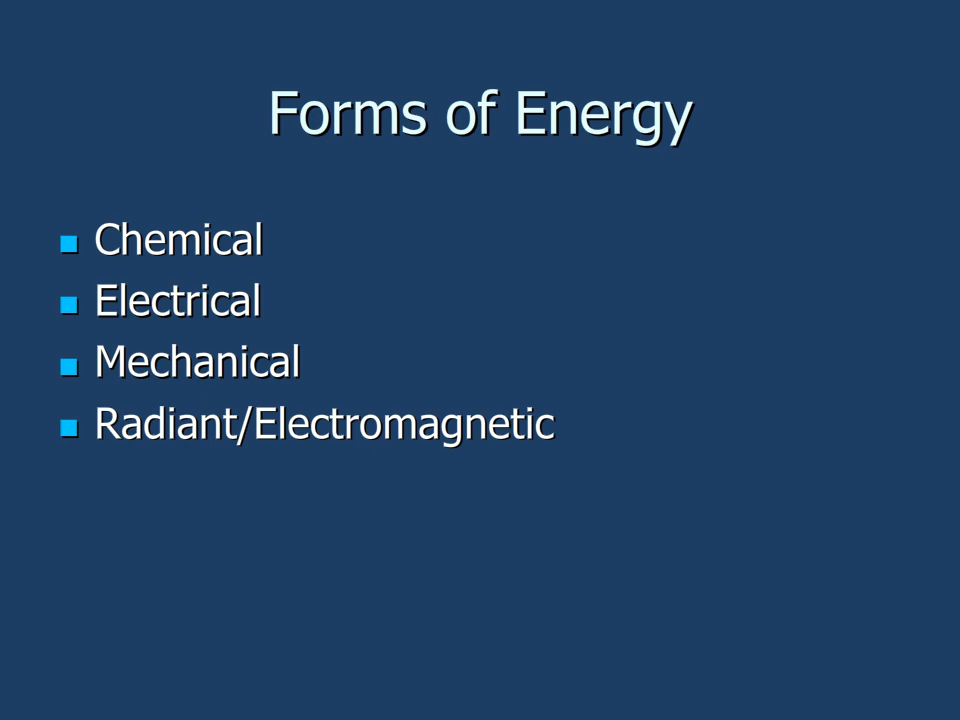 Forms of Energy
Chemical
Electrical
Mechanical
Radiant/Electromagnetic